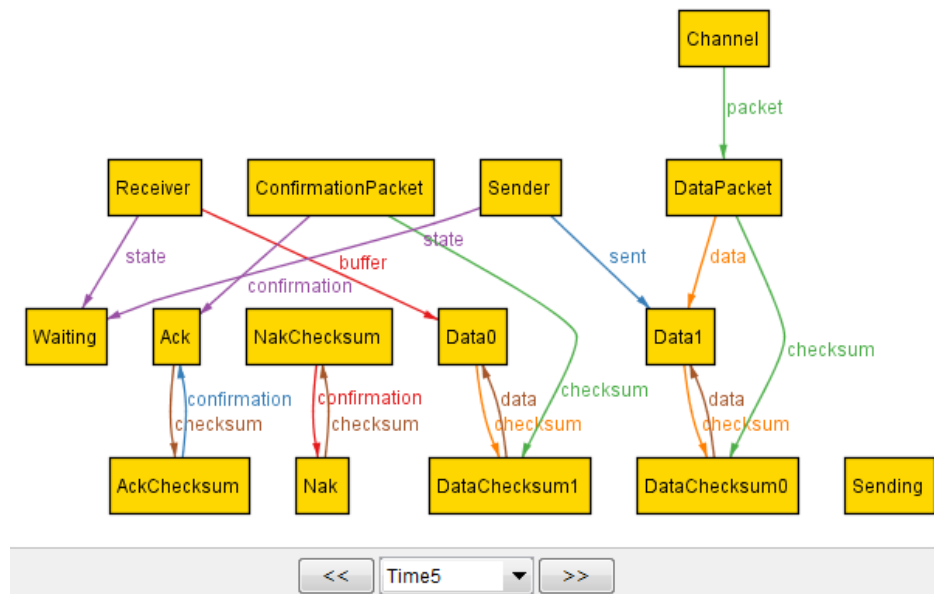 Channel
packet
Receiver ConfirmationPacket Sender DataPacket
state buffer state sent data
confirmation
Waiting Ack NakChecksum Data0 Data1
checksum
checksum
confirmation confirmation data data
checksum checksum checksum checksum
AckChecksum Nak DataChecksum1 DataChecksum0 Sending
<< Time5 >>